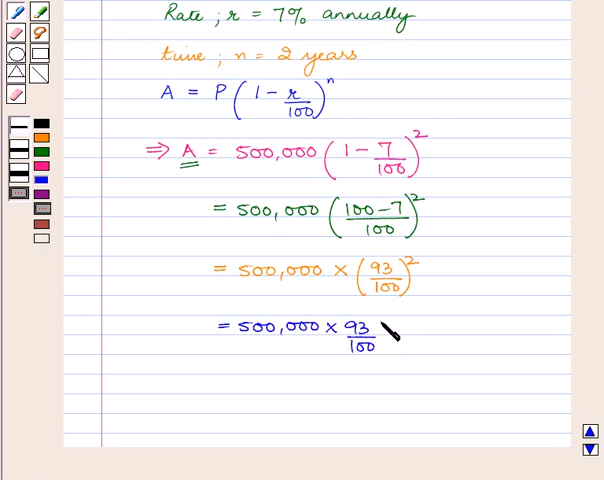 Rate ; r = 7% annually
time ; n = 2 years
A = P (1 - r/100)^n
⇒ A = 500,000 (1 - 7/100)^2
= 500,000 (100-7/100)^2
= 500,000 × (93/100)^2
= 500,000 × 93/100